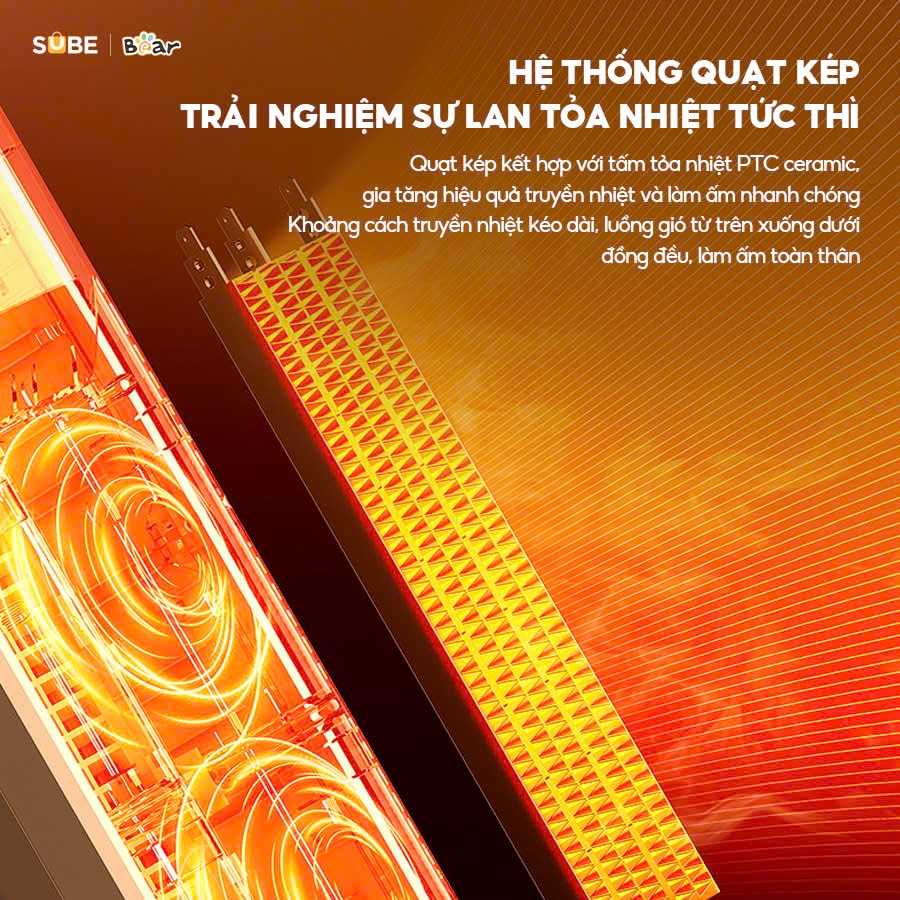 SUBE | Bear
HỆ THỐNG QUẠT KÉP
TRẢI NGHIỆM SỰ LAN TỎA NHIỆT TỨC THÌ
Quạt kép kết hợp với tấm tỏa nhiệt PTC ceramic,
gia tăng hiệu quả truyền nhiệt và làm ấm nhanh chóng
Khoảng cách truyền nhiệt kéo dài, luồng gió từ trên xuống dưới
đồng đều, làm ấm toàn thân